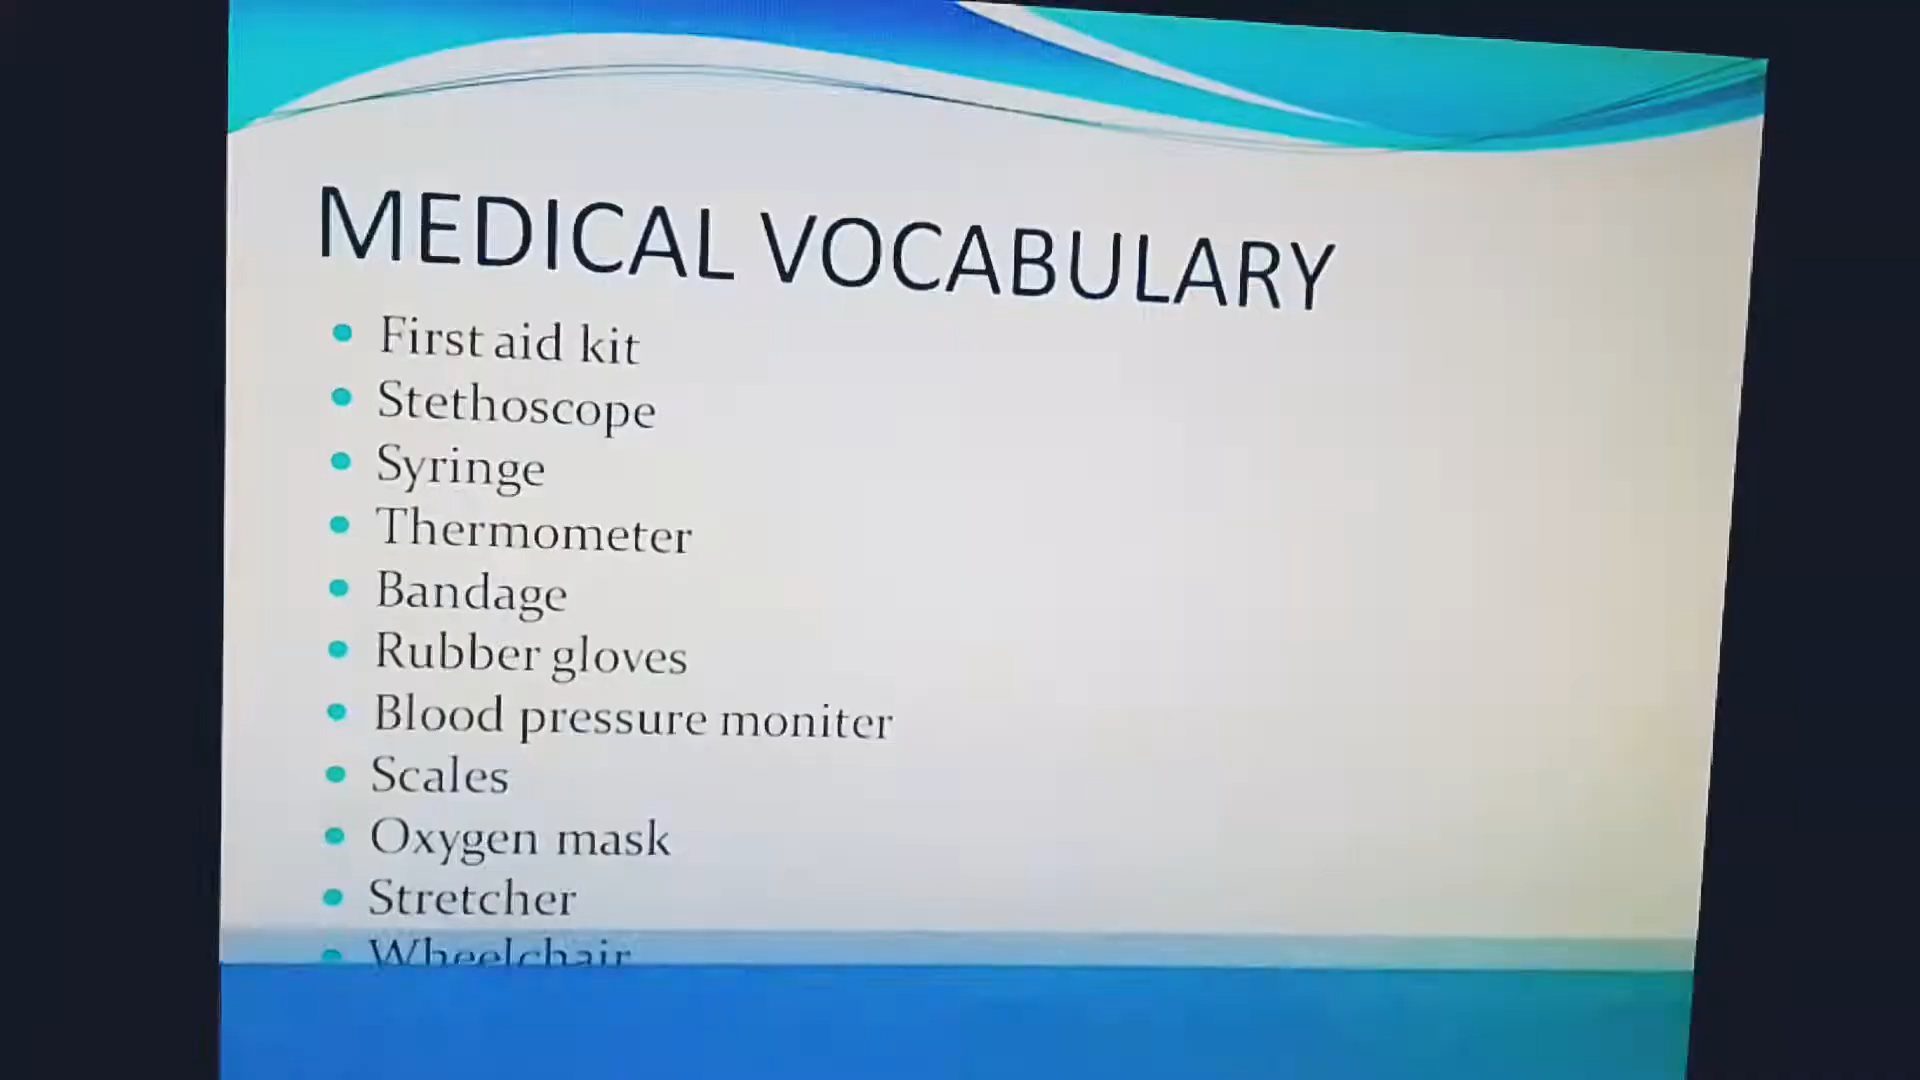 MEDICAL VOCABULARY
First aid kit
Stethoscope
Syringe
Thermometer
Bandage
Rubber gloves
Blood pressure moniter
Scales
Oxygen mask
Stretcher
Wheelchair